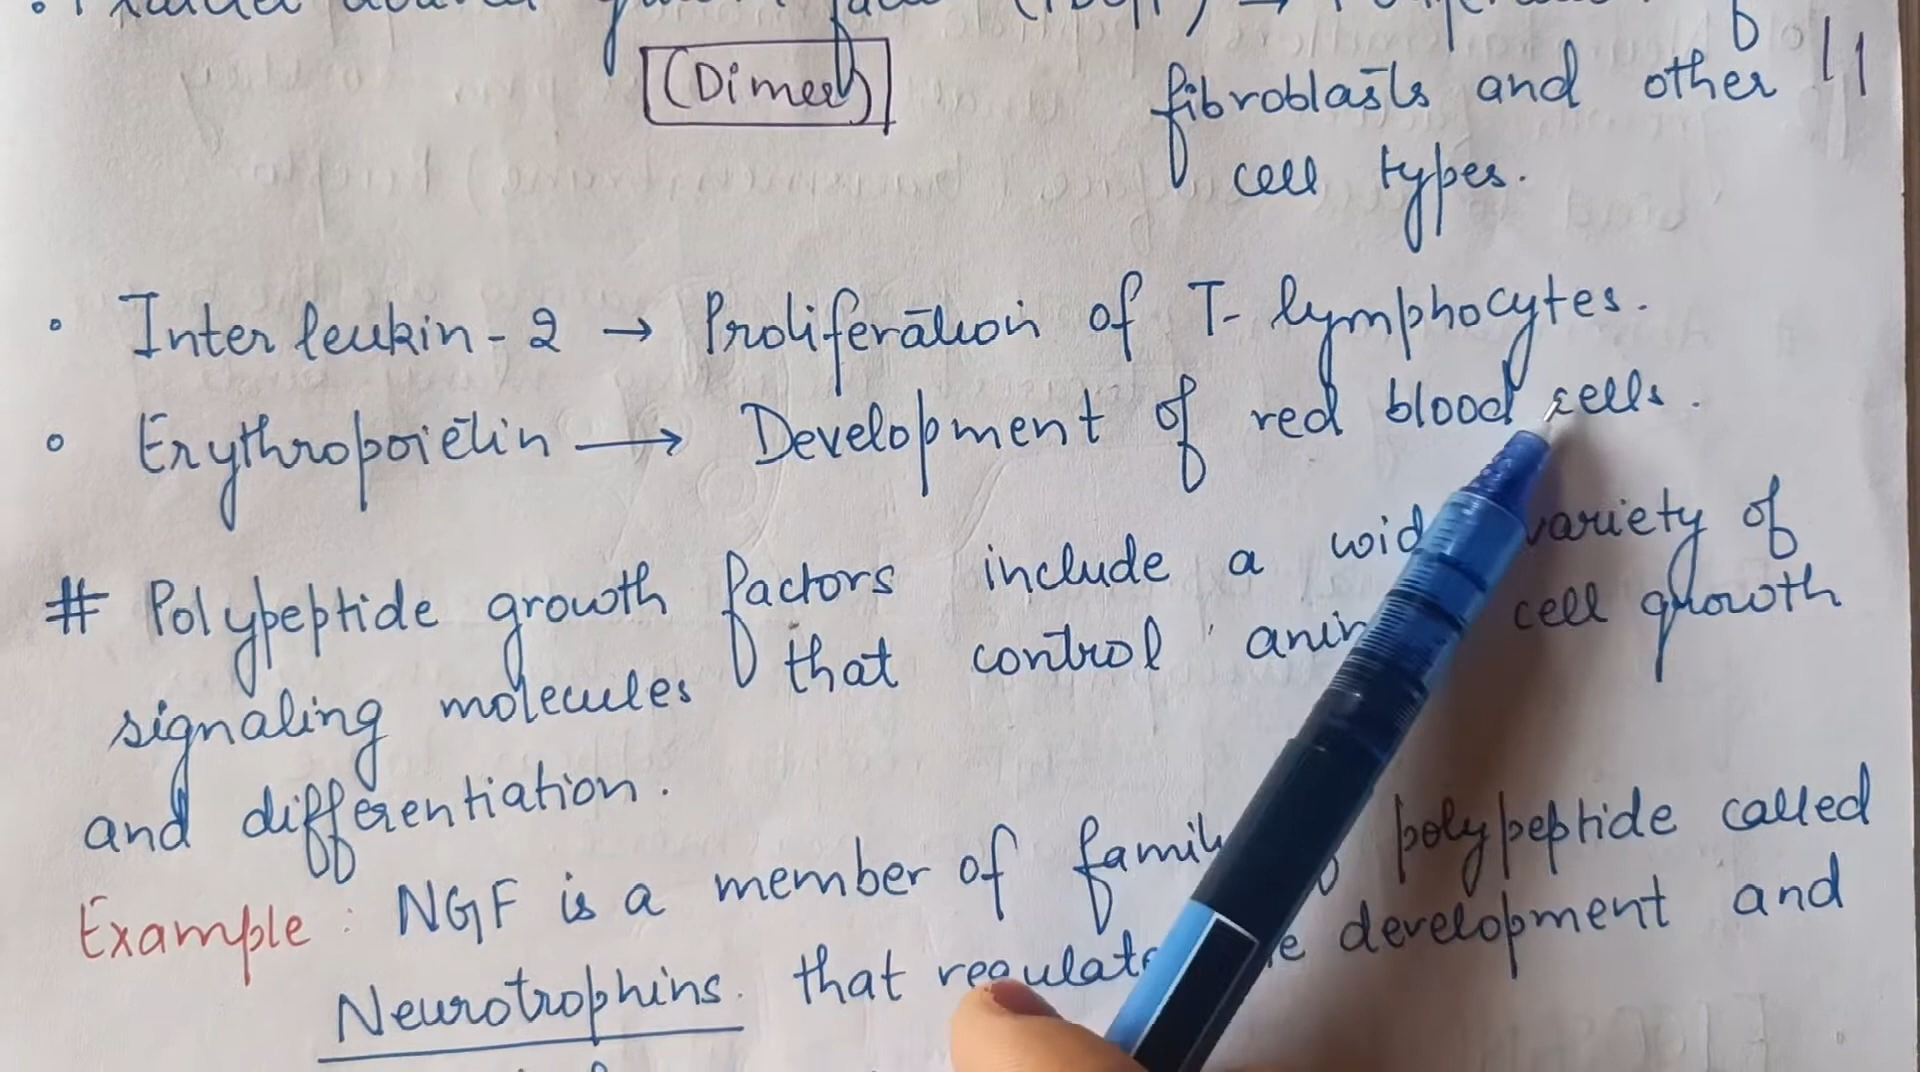 (Dimer)
fibroblasts and other
cell types.
• Interleukin-2 → Proliferation of T-lymphocytes.
• Erythropoietin → Development of red blood cells.
# Polypeptide growth factors include a wid variety of
signaling molecules that control anim cell growth
and differentiation.
Example: NGF is a member of famil polypeptide called
Neurotrophins. that regulate development and